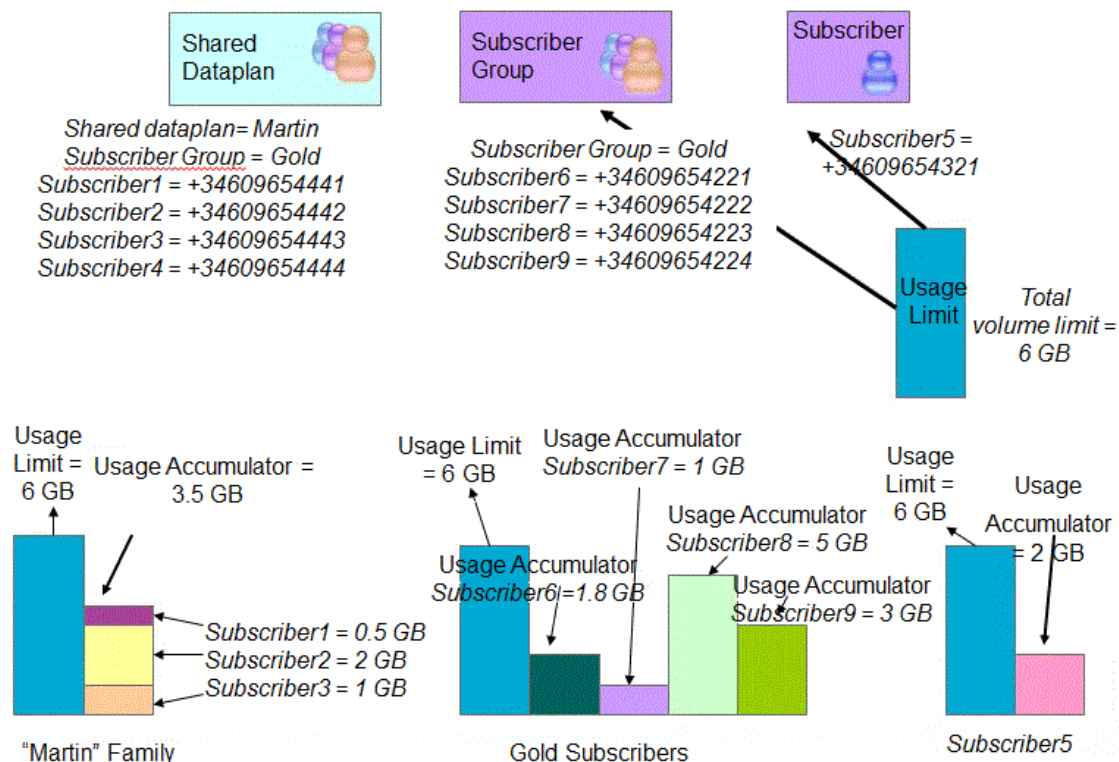 Shared
Dataplan
Subscriber
Group
Subscriber
Shared dataplan= Martin
Subscriber Group = Gold
Subscriber1 = +34609654441
Subscriber2 = +34609654442
Subscriber3 = +34609654443
Subscriber4 = +34609654444
Subscriber Group = Gold
Subscriber6 = +34609654221
Subscriber7 = +34609654222
Subscriber8 = +34609654223
Subscriber9 = +34609654224
Subscriber5 =
+34609654321
Usage
Limit
Total
volume limit =
6 GB
Usage
Limit =
6 GB
Usage Accumulator =
3.5 GB
Subscriber1 = 0.5 GB
Subscriber2 = 2 GB
Subscriber3 = 1 GB
"Martin" Family
Usage Limit
= 6 GB
Usage Accumulator
Subscriber7 = 1 GB
Usage Accumulator
Subscriber8 = 5 GB
Usage Accumulator
Subscriber6 =1.8 GB
Usage Accumulator
Subscriber9 = 3 GB
Gold Subscribers
Usage
Limit =
6 GB
Usage
Accumulator
= 2 GB
Subscriber5